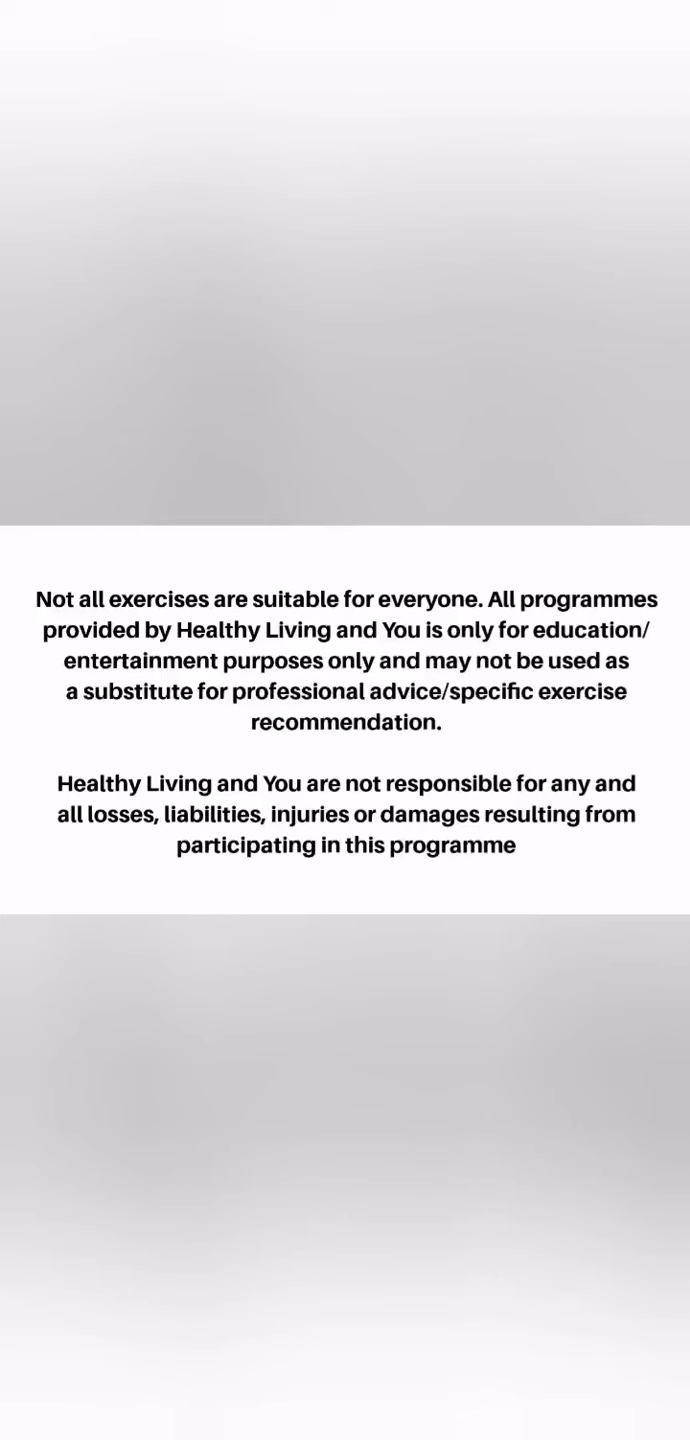 Not all exercises are suitable for everyone. All programmes
provided by Healthy Living and You is only for education/
entertainment purposes only and may not be used as
a substitute for professional advice/specific exercise
recommendation.
Healthy Living and You are not responsible for any and
all losses, liabilities, injuries or damages resulting from
participating in this programme